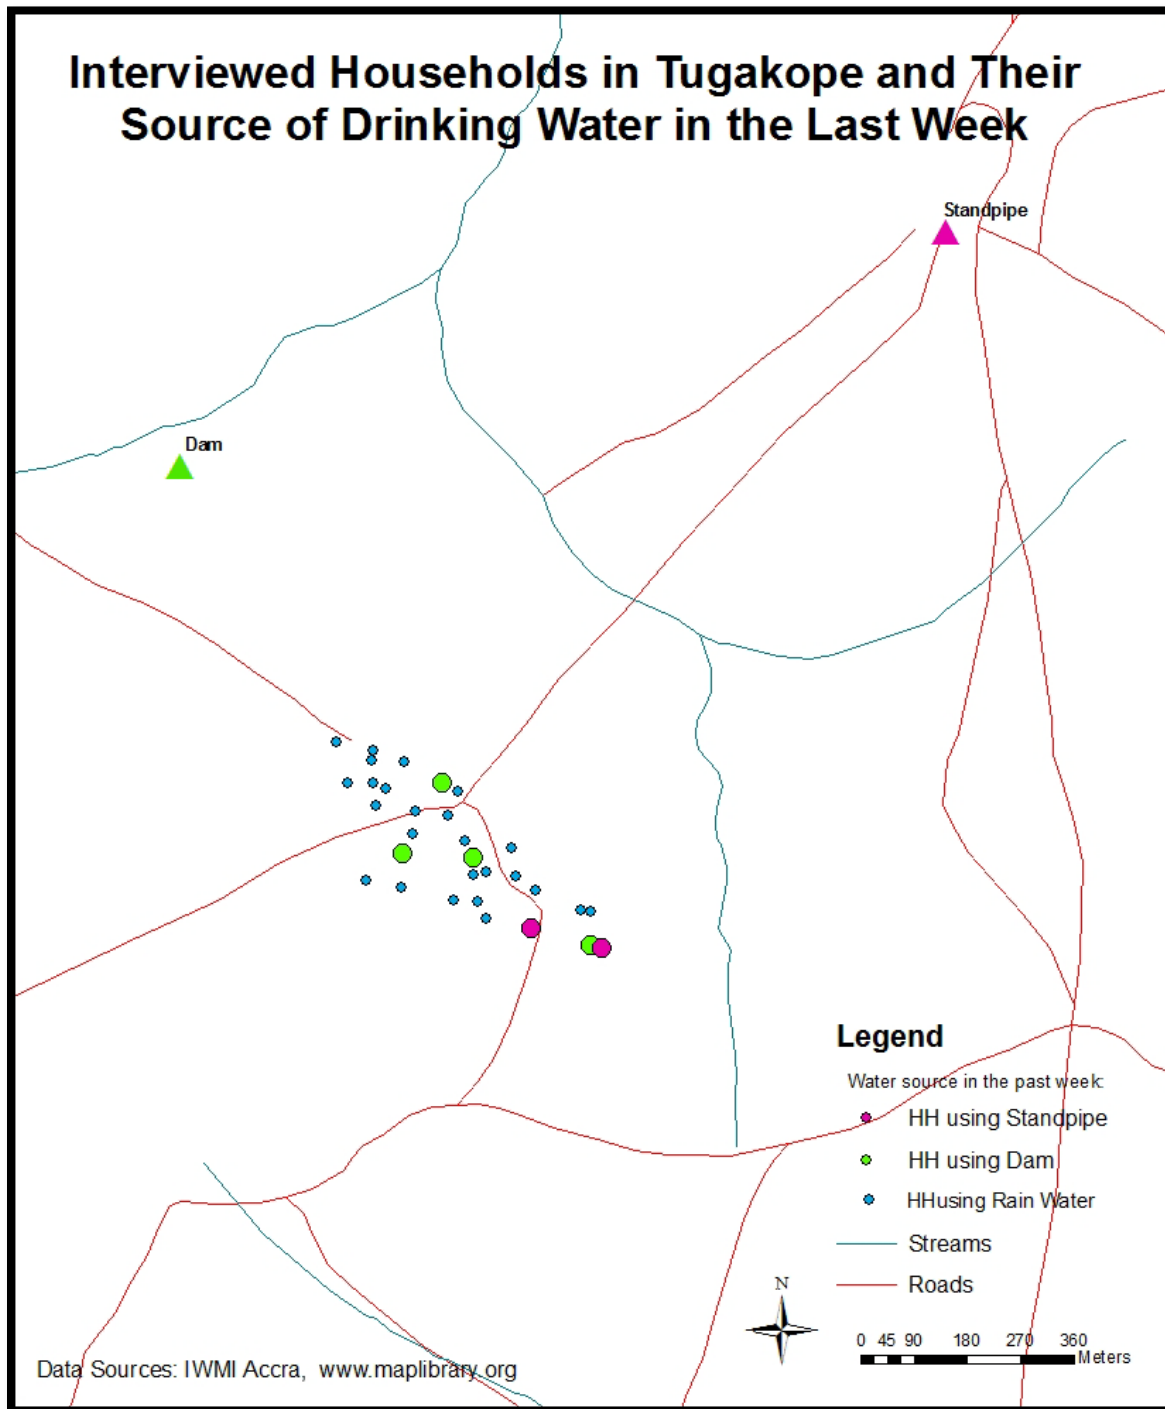 Interviewed Households in Tugakope and Their
Source of Drinking Water in the Last Week
Standpipe
Dam
Legend
Water source in the past week:
HH using Standpipe
HH using Dam
HHusing Rain Water
Streams
Roads
N
0 45 90 180 270 360
Meters
Data Sources: IWMI Accra, www.maplibrary.org